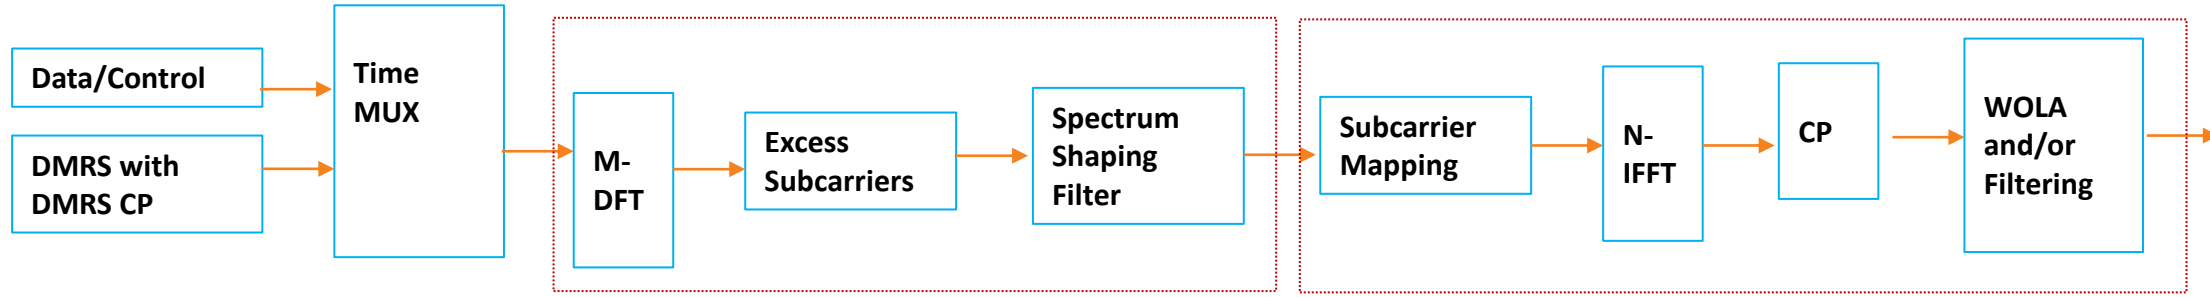 Data/Control
DMRS with
DMRS CP
Time
MUX
M-
DFT
Excess
Subcarriers
Spectrum
Shaping
Filter
Subcarrier
Mapping
N-
IFFT
CP
WOLA
and/or
Filtering